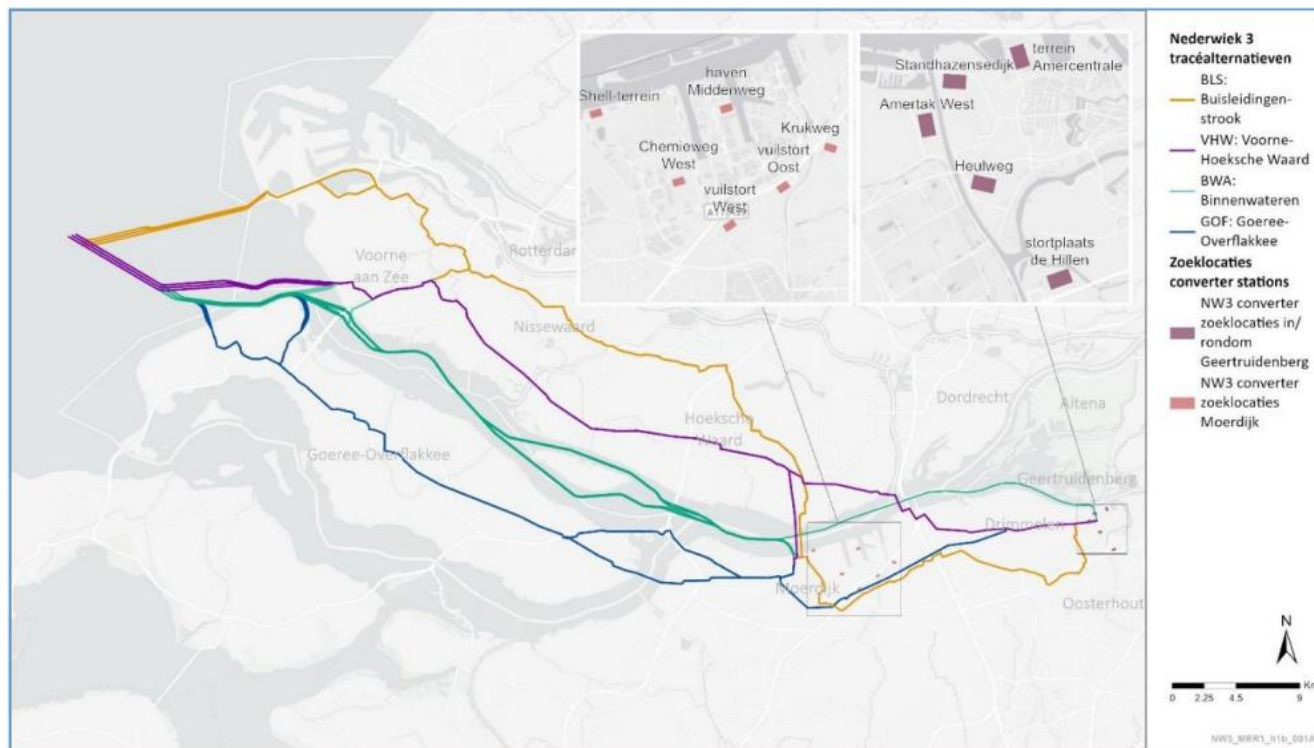 Shell-terrein
haven
Middenweg
Krukweg
Chemieweg
West
vuilstort
Oost
vuilstort
West
terrein
Amercentrale
Standhazensedijk
Amertak West
Heulweg
stortplaats
de Hillen
Voorne
aan Zee
Rotterdam
Nissewaard
Hoeksche
Waard
Dordrecht
Altena
Goeree-Overflakkee
Geertruidenberg
Drimmelen
Moerdijk
Oosterhout
Nederwiek 3
tracéalternatieven
BLS:
Buisleidingen-
strook
VHW: Voorne-
Hoeksche Waard
BWA:
Binnenwateren
GOF: Goeree-
Overflakkee
Zoeklocaties
converter stations
NW3 converter
zoeklocaties in/
rondom
Geertruidenberg
NW3 converter
zoeklocaties
Moerdijk
N
0 2.25 4.5 9